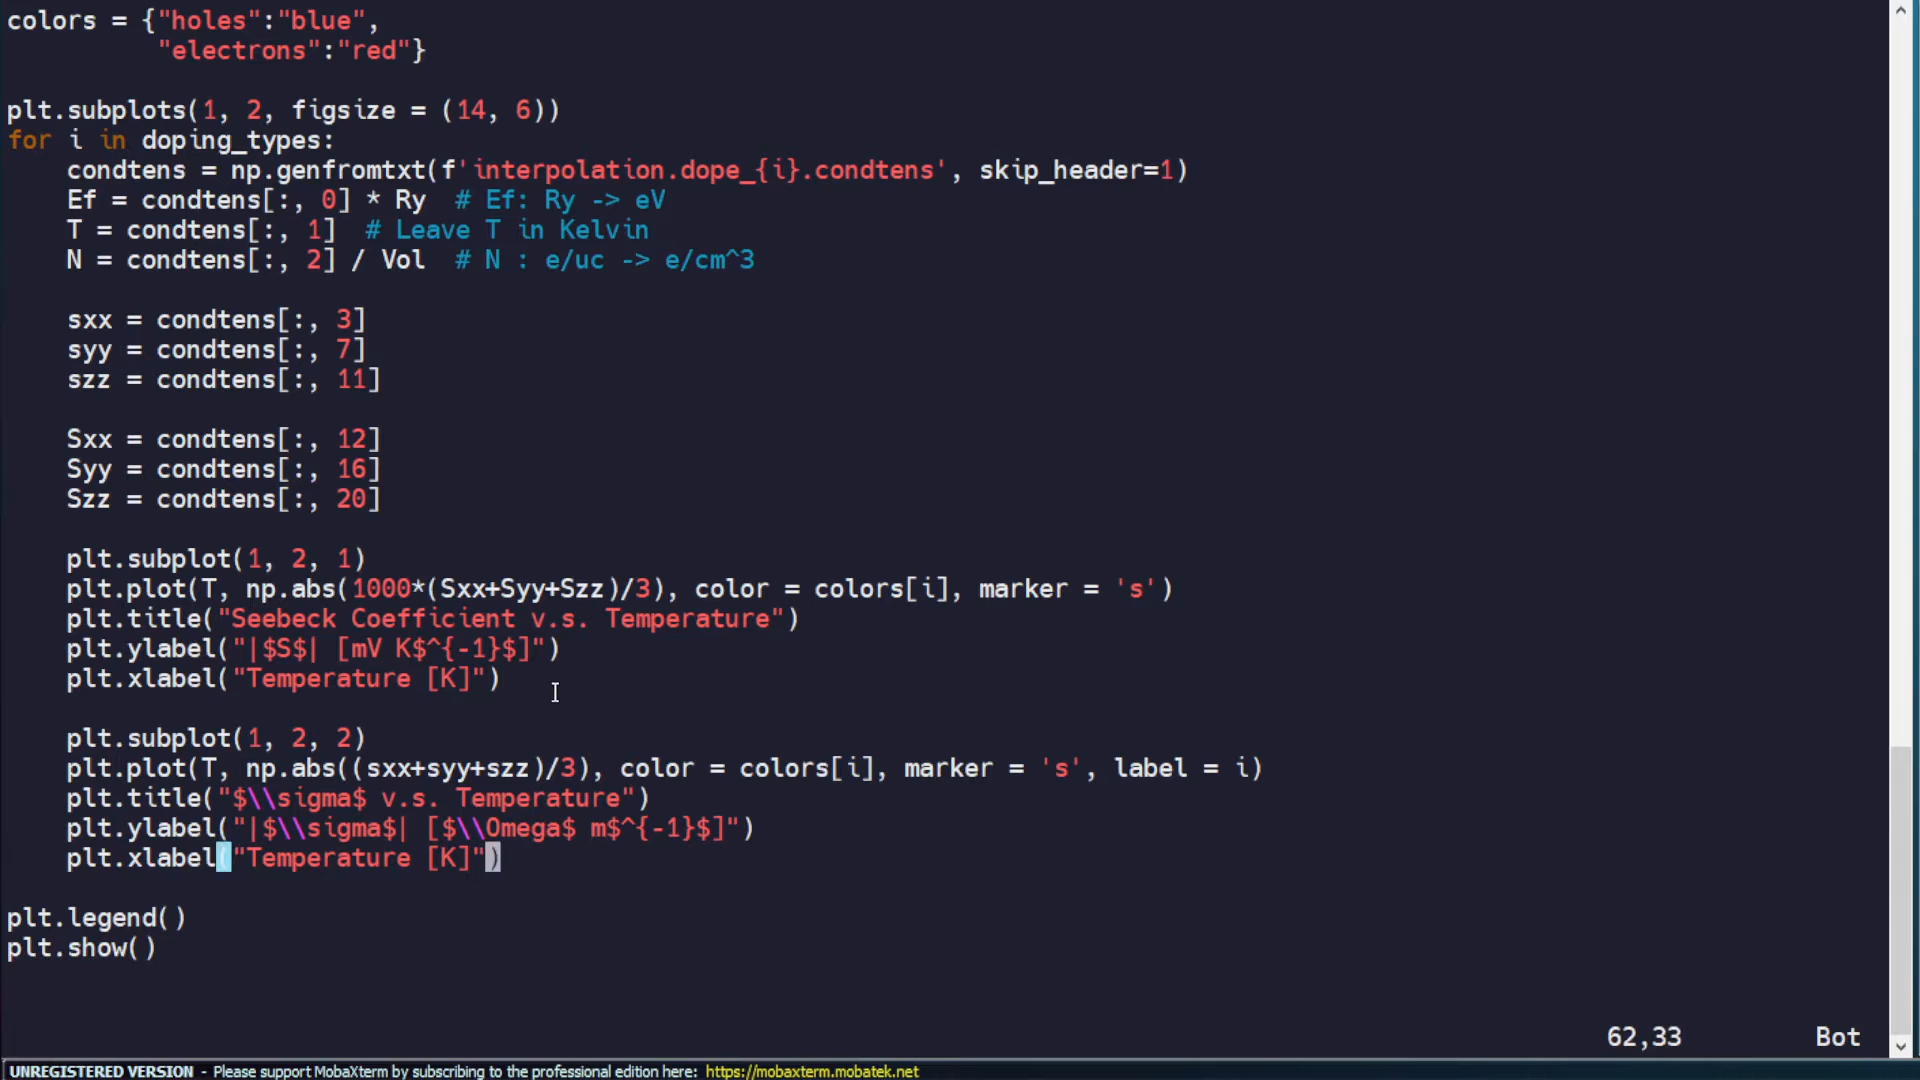 colors = {"holes":"blue",
          "electrons":"red"}

plt.subplots(1, 2, figsize = (14, 6))
for i in doping_types:
    condtens = np.genfromtxt(f'interpolation.dope_{i}.condtens', skip_header=1)
    Ef = condtens[:, 0] * Ry  # Ef: Ry -> eV
    T = condtens[:, 1]  # Leave T in Kelvin
    N = condtens[:, 2] / Vol  # N : e/uc -> e/cm^3

    sxx = condtens[:, 3]
    syy = condtens[:, 7]
    szz = condtens[:, 11]

    Sxx = condtens[:, 12]
    Syy = condtens[:, 16]
    Szz = condtens[:, 20]

    plt.subplot(1, 2, 1)
    plt.plot(T, np.abs(1000*(Sxx+Syy+Szz)/3), color = colors[i], marker = 's')
    plt.title("Seebeck Coefficient v.s. Temperature")
    plt.ylabel("|$S$| [mV K$^{-1}$]")
    plt.xlabel("Temperature [K]")

    plt.subplot(1, 2, 2)
    plt.plot(T, np.abs((sxx+syy+szz)/3), color = colors[i], marker = 's', label = i)
    plt.title("$\\sigma$ v.s. Temperature")
    plt.ylabel("|$\\sigma$| [$\\Omega$ m$^{-1}$]")
    plt.xlabel("Temperature [K]")

plt.legend()
plt.show()
62,33 Bot
UNREGISTERED VERSION - Please support MobaXterm by subscribing to the professional edition here: https://mobaxterm.mobatek.net